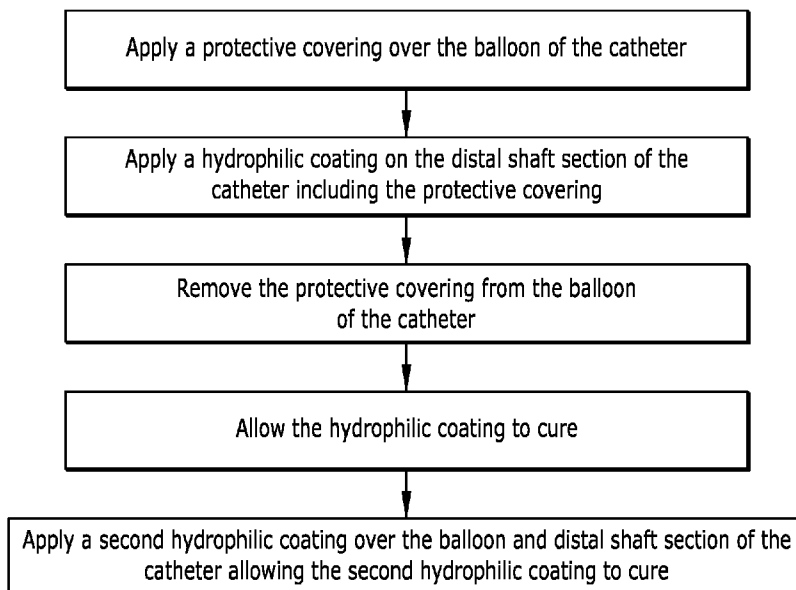 Apply a protective covering over the balloon of the catheter
Apply a hydrophilic coating on the distal shaft section of the
catheter including the protective covering
Remove the protective covering from the balloon
of the catheter
Allow the hydrophilic coating to cure
Apply a second hydrophilic coating over the balloon and distal shaft section of the
catheter allowing the second hydrophilic coating to cure